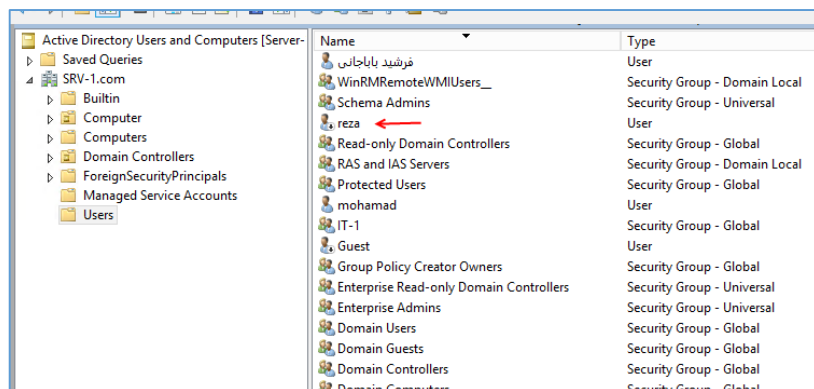 Active Directory Users and Computers [Server-
Saved Queries
SRV-1.com
Builtin
Computer
Computers
Domain Controllers
ForeignSecurityPrincipals
Managed Service Accounts
Users
Name Type
فرشید باباجانی User
WinRMRemoteWMIUsers__ Security Group - Domain Local
Schema Admins Security Group - Universal
reza User
Read-only Domain Controllers Security Group - Global
RAS and IAS Servers Security Group - Domain Local
Protected Users Security Group - Global
mohamad User
IT-1 Security Group - Global
Guest User
Group Policy Creator Owners Security Group - Global
Enterprise Read-only Domain Controllers Security Group - Universal
Enterprise Admins Security Group - Universal
Domain Users Security Group - Global
Domain Guests Security Group - Global
Domain Controllers Security Group - Global
Domain Computers Security Group - Global